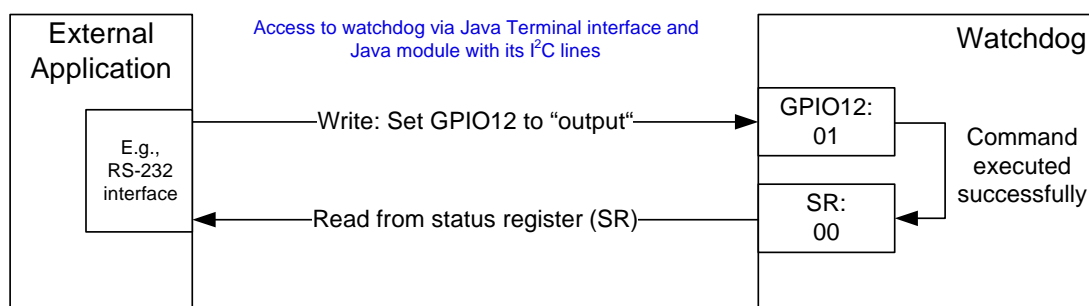 External
Application
Access to watchdog via Java Terminal interface and
Java module with its I²C lines
Watchdog
E.g.,
RS-232
interface
Write: Set GPIO12 to “output“
GPIO12:
01
Command
executed
successfully
Read from status register (SR)
SR:
00